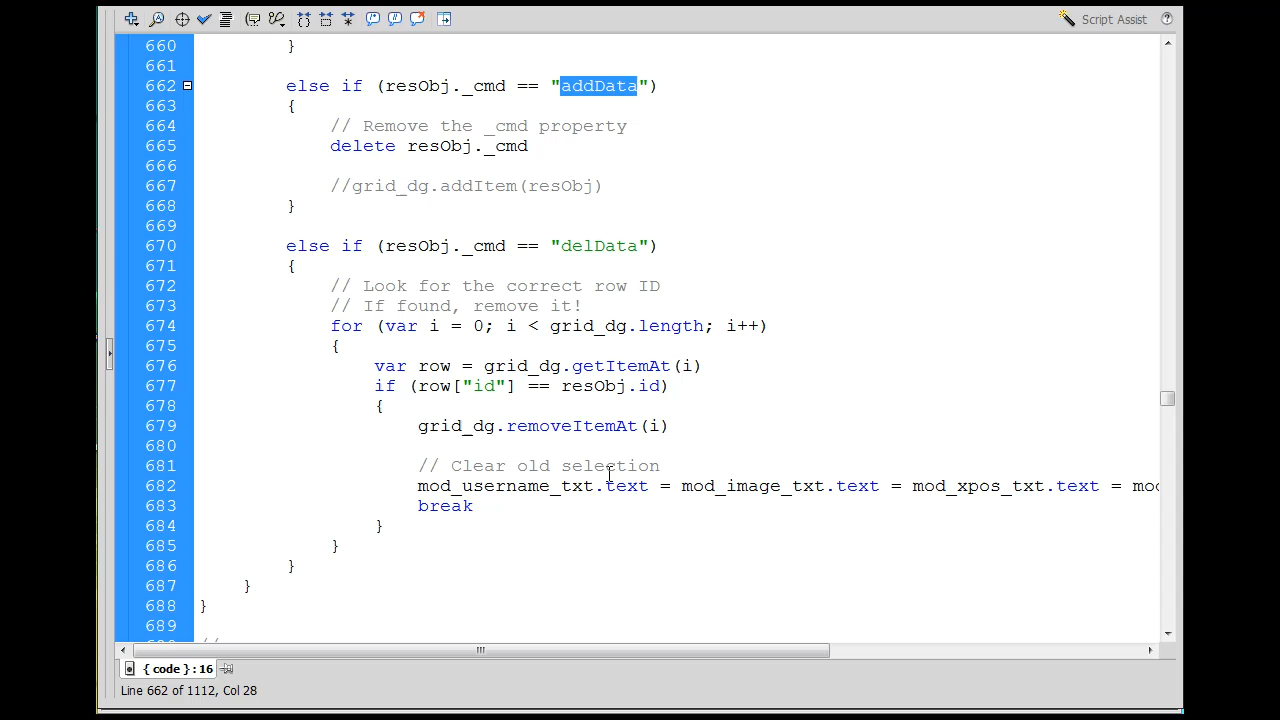 Script Assist
660 }
661
662 else if (resObj._cmd == "addData")
663 {
664 // Remove the _cmd property
665 delete resObj._cmd
666
667 //grid_dg.addItem(resObj)
668 }
669
670 else if (resObj._cmd == "delData")
671 {
672 // Look for the correct row ID
673 // If found, remove it!
674 for (var i = 0; i < grid_dg.length; i++)
675 {
676 var row = grid_dg.getItemAt(i)
677 if (row["id"] == resObj.id)
678 {
679 grid_dg.removeItemAt(i)
680
681 // Clear old selection
682 mod_username_txt.text = mod_image_txt.text = mod_xpos_txt.text =
683 break
684 }
685 }
686 }
687 }
688 }
689
//
{ code } : 16
Line 662 of 1112, Col 28